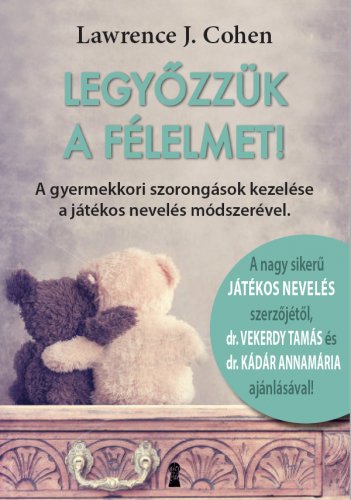 Lawrence J. Cohen
LEGYŐZZÜK
A FÉLELMET!
A gyermekkori szorongások kezelése
a játékos nevelés módszerével.
A nagy sikerű
JÁTÉKOS NEVELÉS
szerzőjétől,
dr. VEKERDY TAMÁS és
dr. KÁDÁR ANNAMÁRIA
ajánlásával!